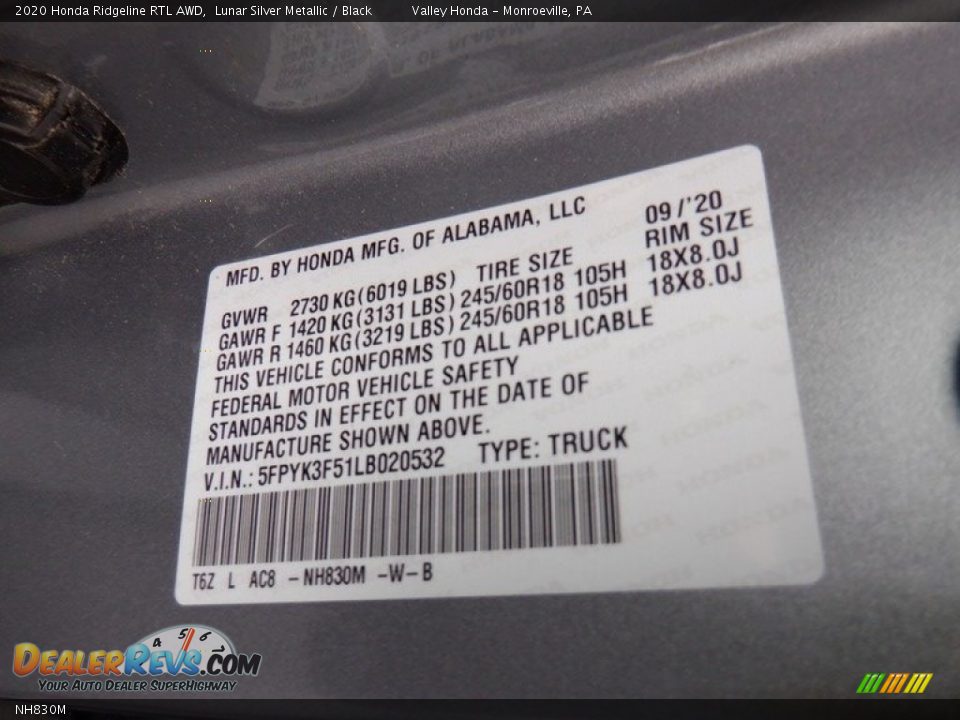 2020 Honda Ridgeline RTL AWD, Lunar Silver Metallic / Black Valley Honda - Monroeville, PA
MFD. BY HONDA MFG. OF ALABAMA, LLC 09/'20
GVWR 2730 KG(6019 LBS) TIRE SIZE RIM SIZE
GAWR F 1420 KG(3131 LBS) 245/60R18 105H 18X8.0J
GAWR R 1460 KG(3219 LBS) 245/60R18 105H 18X8.0J
THIS VEHICLE CONFORMS TO ALL APPLICABLE
FEDERAL MOTOR VEHICLE SAFETY
STANDARDS IN EFFECT ON THE DATE OF
MANUFACTURE SHOWN ABOVE.
V.I.N.: 5FPYK3F51LB020532 TYPE: TRUCK
T6Z L AC8 -NH830M -W-B
4 5 6
DEALERREVS.COM
YOUR AUTO DEALER SUPERHIGHWAY
NH830M